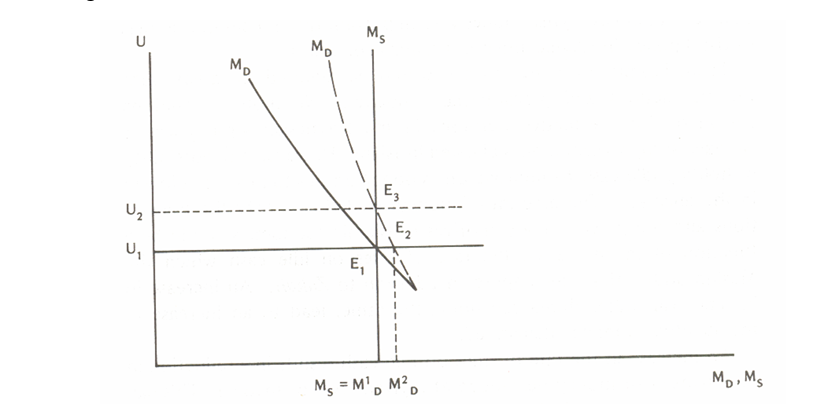 U
M_S
M_D
M_D
E_3
U_2
E_2
U_1
E_1
M_S = M^1_D M^2_D
M_D, M_S